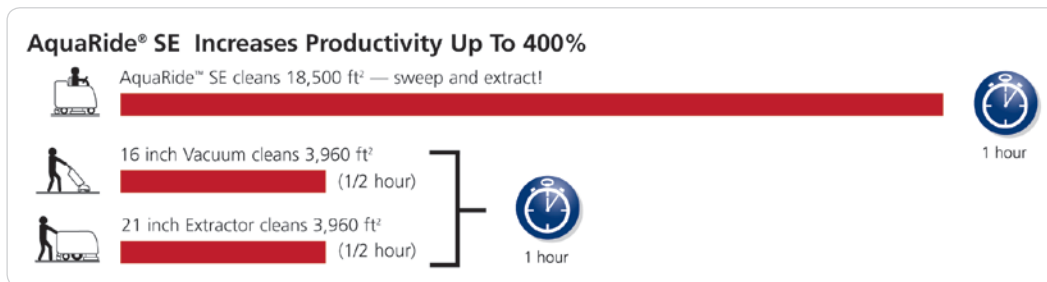 AquaRide® SE Increases Productivity Up To 400%
AquaRide™ SE cleans 18,500 ft² — sweep and extract!
1 hour
16 inch Vacuum cleans 3,960 ft²
(1/2 hour)
21 inch Extractor cleans 3,960 ft²
(1/2 hour)
1 hour